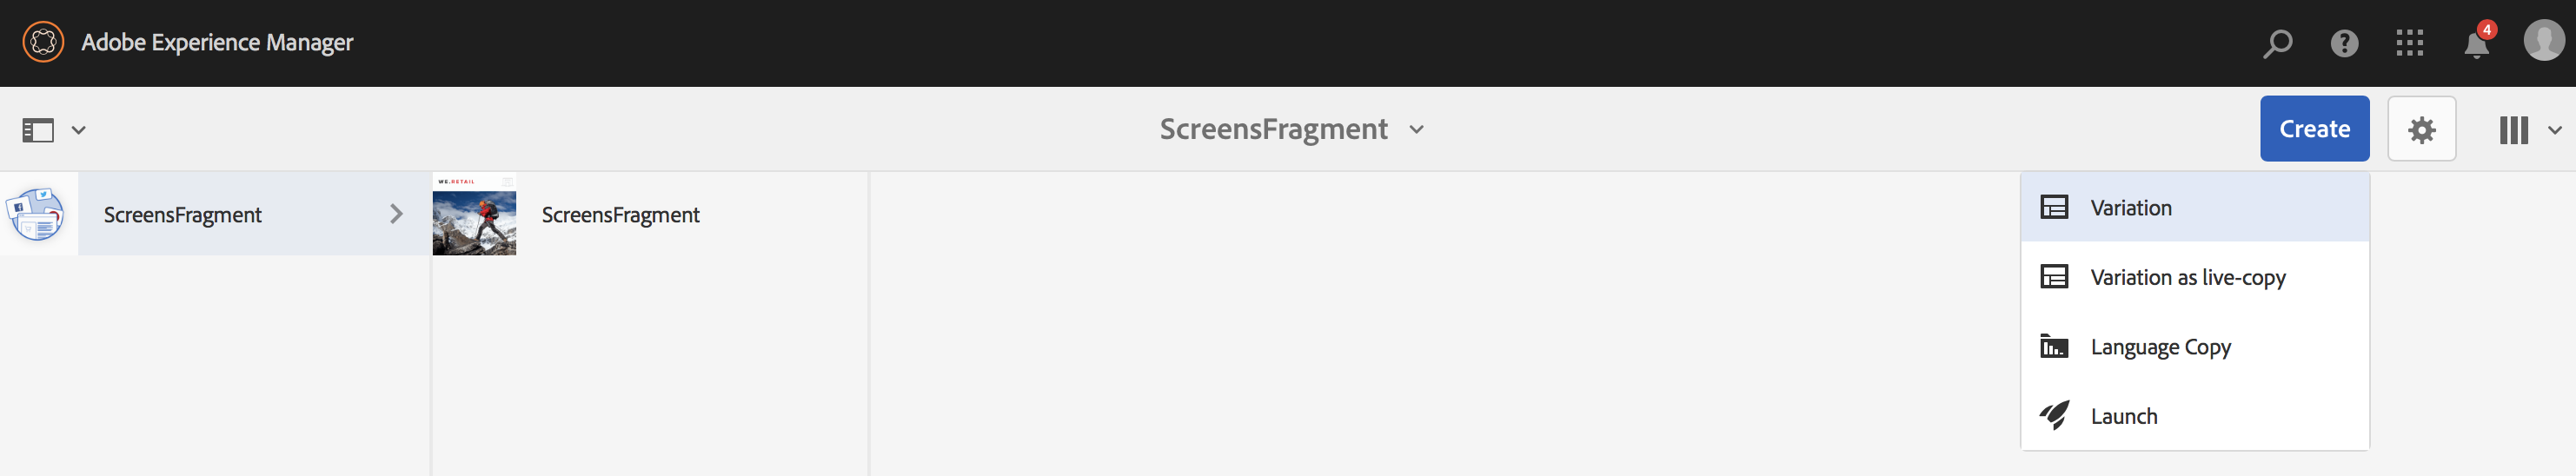 Adobe Experience Manager
4
ScreensFragment
Create
ScreensFragment
WE.RETAIL
ScreensFragment
Variation
Variation as live-copy
Language Copy
Launch